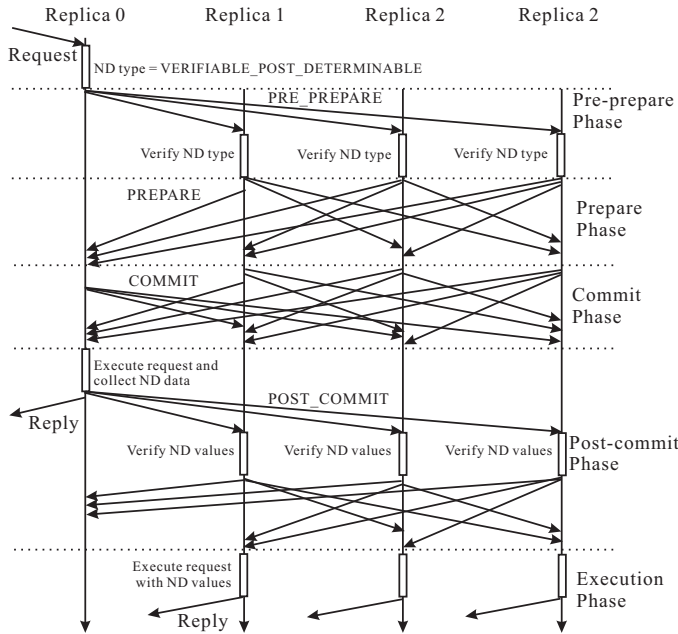 Replica 0 Replica 1 Replica 2 Replica 2
Request
ND type = VERIFIABLE_POST_DETERMINABLE
PRE_PREPARE
Pre-prepare
Phase
Verify ND type Verify ND type Verify ND type
PREPARE
Prepare
Phase
COMMIT
Commit
Phase
Execute request and
collect ND data
POST_COMMIT
Reply
Verify ND values Verify ND values Verify ND values
Post-commit
Phase
Execute request
with ND values
Execution
Phase
Reply